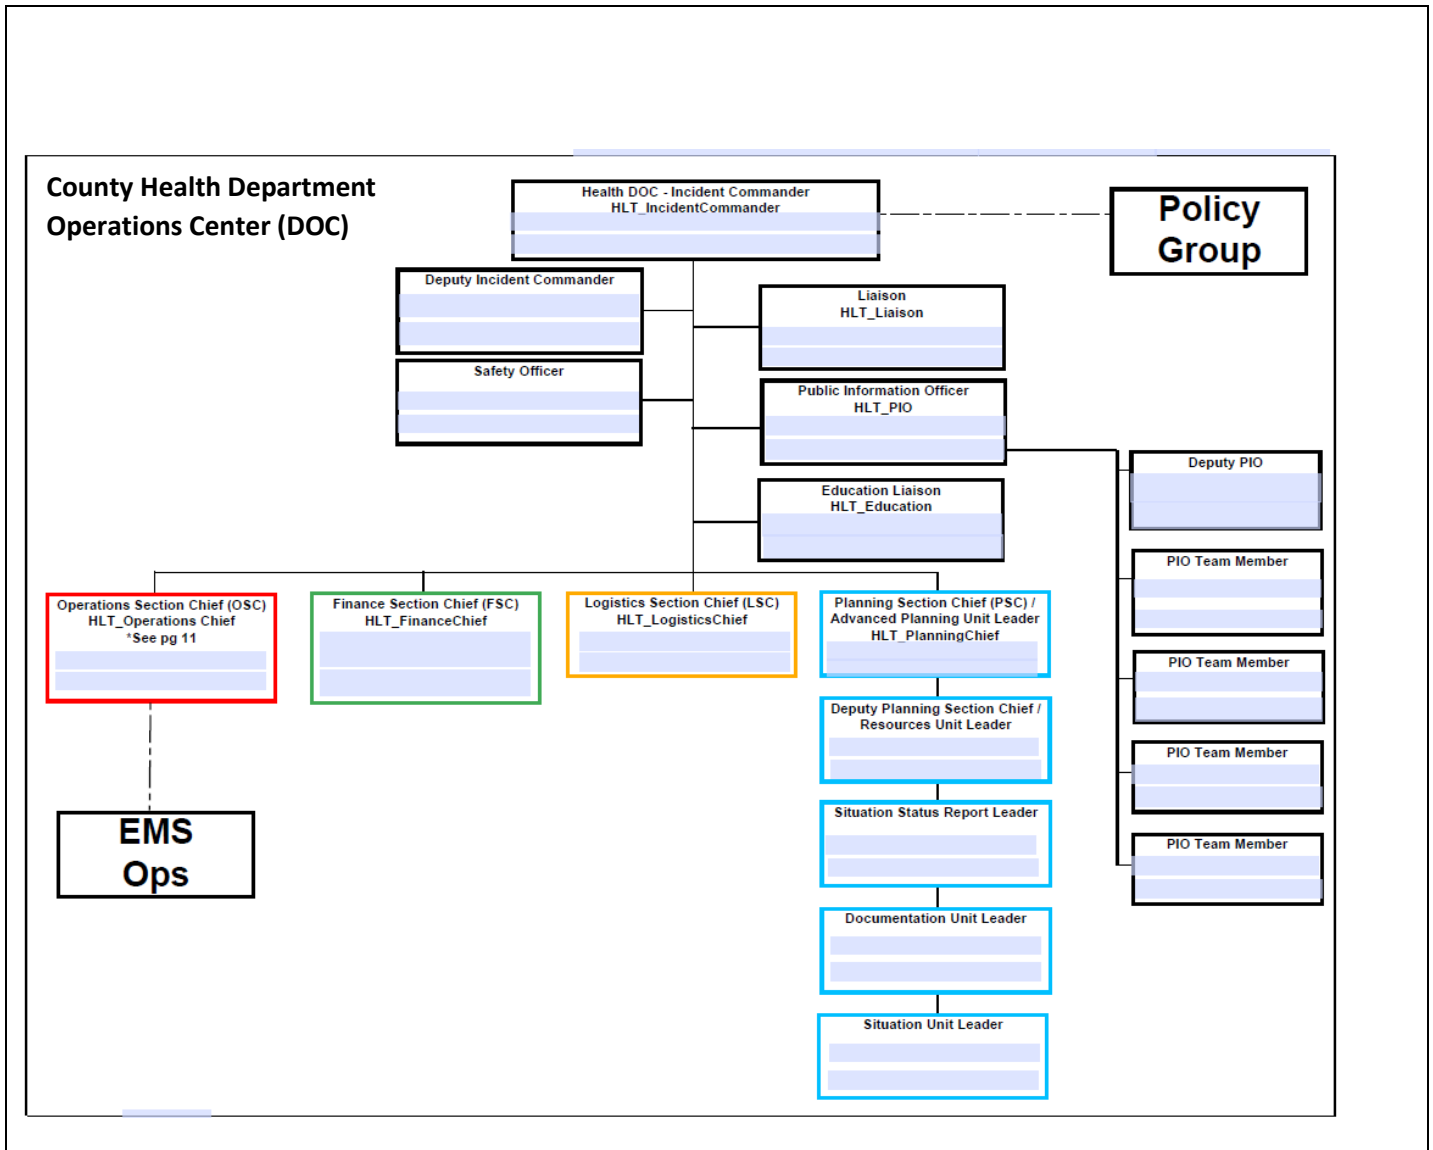 County Health Department
Operations Center (DOC)
Health DOC - Incident Commander
HLT_IncidentCommander
Policy
Group
Deputy Incident Commander
Liaison
HLT_Liaison
Safety Officer
Public Information Officer
HLT_PIO
Deputy PIO
Education Liaison
HLT_Education
PIO Team Member
PIO Team Member
PIO Team Member
PIO Team Member
Operations Section Chief (OSC)
HLT_Operations Chief
*See pg 11
Finance Section Chief (FSC)
HLT_FinanceChief
Logistics Section Chief (LSC)
HLT_LogisticsChief
Planning Section Chief (PSC) /
Advanced Planning Unit Leader
HLT_PlanningChief
Deputy Planning Section Chief /
Resources Unit Leader
EMS
Ops
Situation Status Report Leader
Documentation Unit Leader
Situation Unit Leader